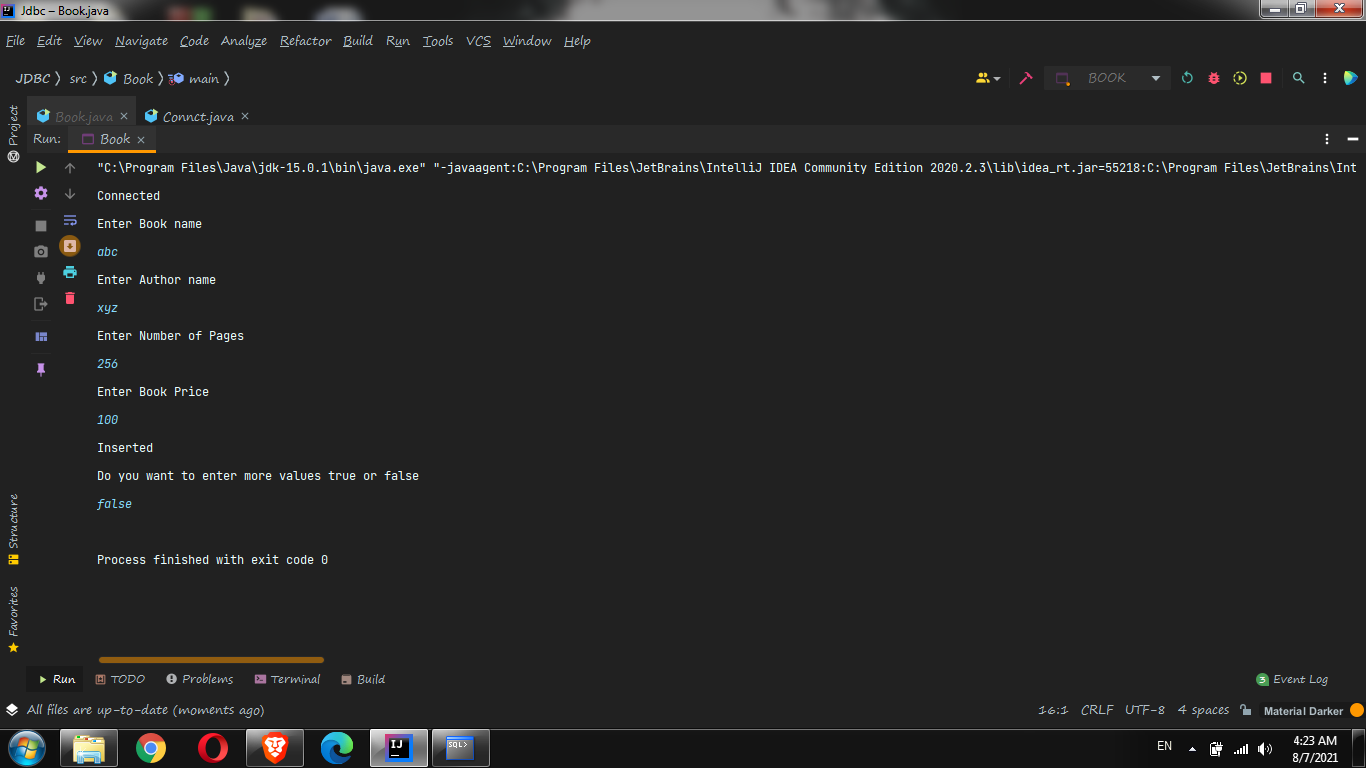 Jdbc – Book.java
File Edit View Navigate Code Analyze Refactor Build Run Tools VCS Window Help
JDBC src Book main BOOK
Project
Book.java Connct.java
Run: Book
"C:\Program Files\Java\jdk-15.0.1\bin\java.exe" "-javaagent:C:\Program Files\JetBrains\IntelliJ IDEA Community Edition 2020.2.3\lib\idea_rt.jar=55218:C:\Program Files\JetBrains\Int
Connected
Enter Book name
abc
Enter Author name
xyz
Enter Number of Pages
256
Enter Book Price
100
Inserted
Do you want to enter more values true or false
false
Process finished with exit code 0
Structure
Favorites
Run TODO Problems Terminal Build 3 Event Log
All files are up-to-date (moments ago) 16:1 CRLF UTF-8 4 spaces Material Darker
IJ SQL> EN 4:23 AM
8/7/2021